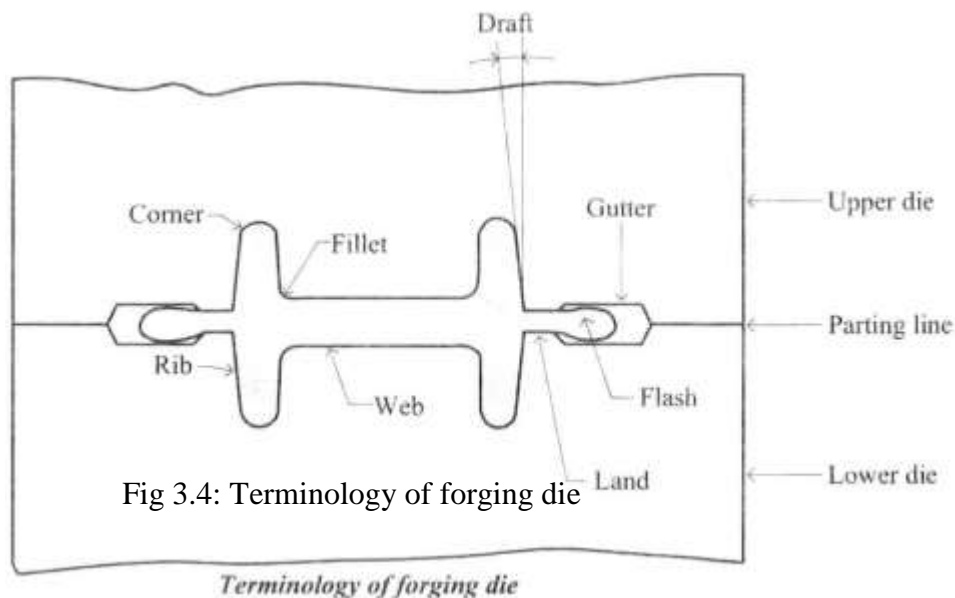 Draft
Corner
Gutter
Upper die
Fillet
Parting line
Rib
Web
Flash
Land
Lower die
Fig 3.4: Terminology of forging die
Terminology of forging die